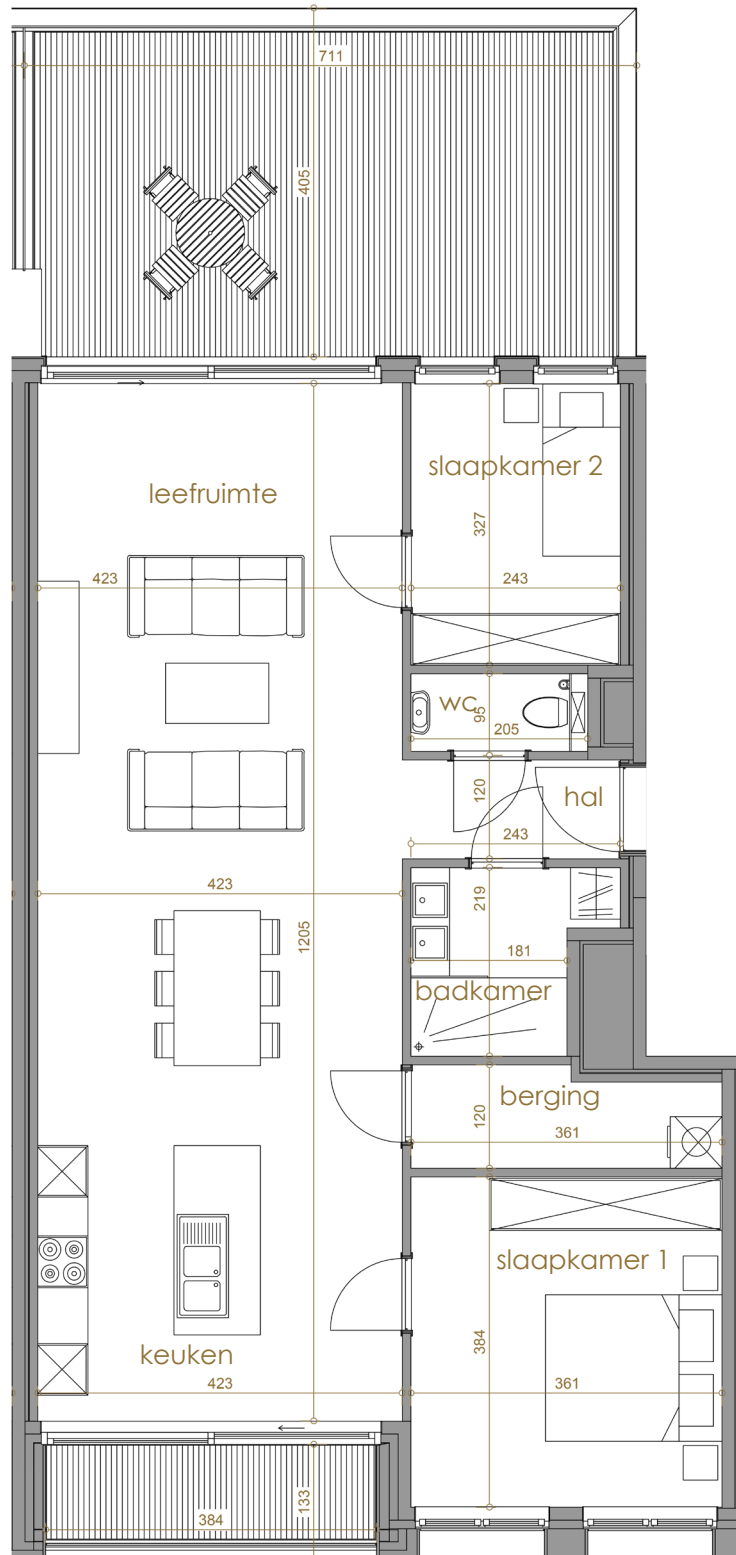 711
405
leefruimte
slaapkamer 2
327
423
243
wc
95
205
120
hal
243
423
219
1205
181
badkamer
berging
120
361
slaapkamer 1
keuken
384
423
361
384
133